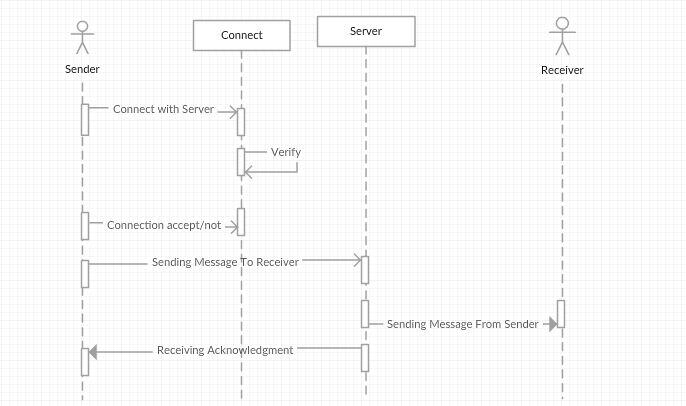 Sender
Connect
Server
Receiver
Connect with Server
Verify
Connection accept/not
Sending Message To Receiver
Sending Message From Sender
Receiving Acknowledgment